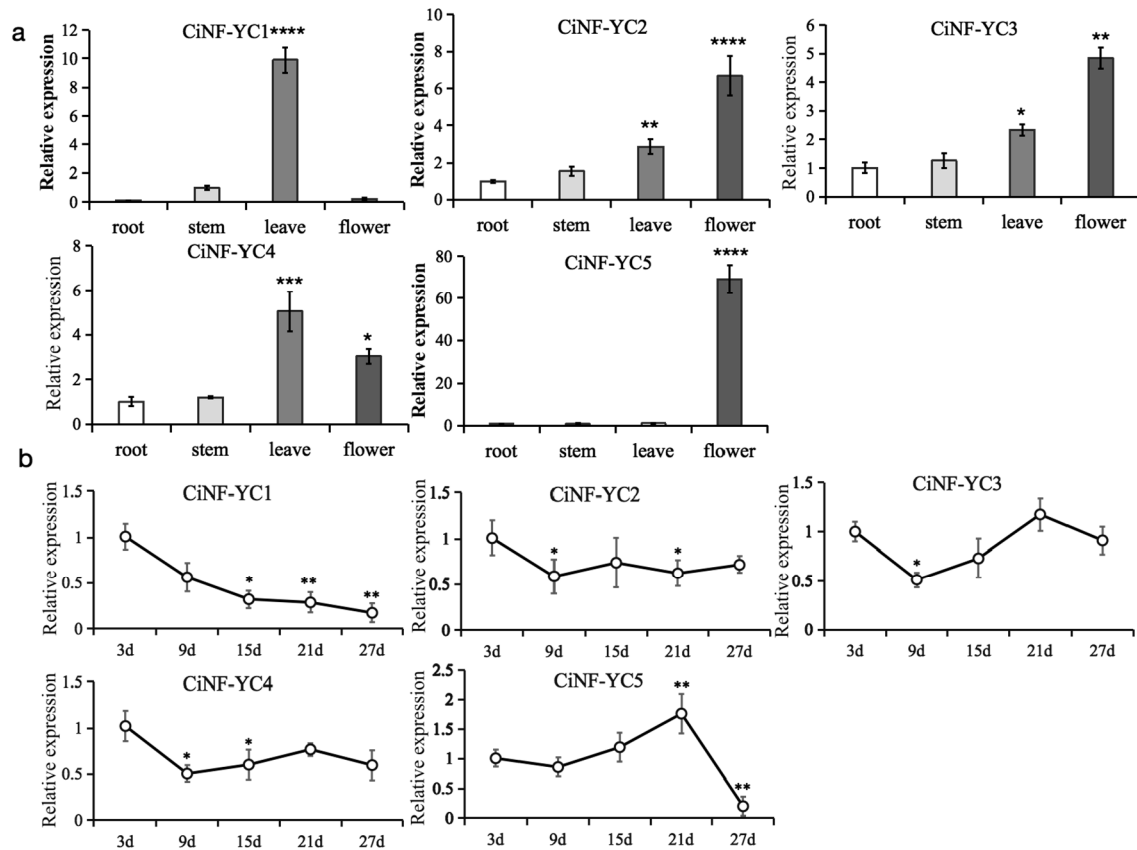 a
CiNF-YC1
Relative expression
12
10
8
6
4
2
0
****
root stem leave flower
CiNF-YC2
Relative expression
10
8
6
4
2
0
**
****
root stem leave flower
CiNF-YC3
Relative expression
6
5
4
3
2
1
0
*
**
root stem leave flower
CiNF-YC4
Relative expression
8
6
4
2
0
***
*
root stem leave flower
CiNF-YC5
Relative expression
80
60
40
20
0
****
root stem leave flower
b
CiNF-YC1
Relative expression
1.5
1
0.5
0
*
**
**
3d 9d 15d 21d 27d
CiNF-YC2
Relative expression
1.5
1
0.5
0
*
*
3d 9d 15d 21d 27d
CiNF-YC3
Relative expression
1.5
1
0.5
0
*
3d 9d 15d 21d 27d
CiNF-YC4
Relative expression
1.5
1
0.5
0
*
*
3d 9d 15d 21d 27d
CiNF-YC5
Relative expression
2.5
2
1.5
1
0.5
0
**
**
3d 9d 15d 21d 27d